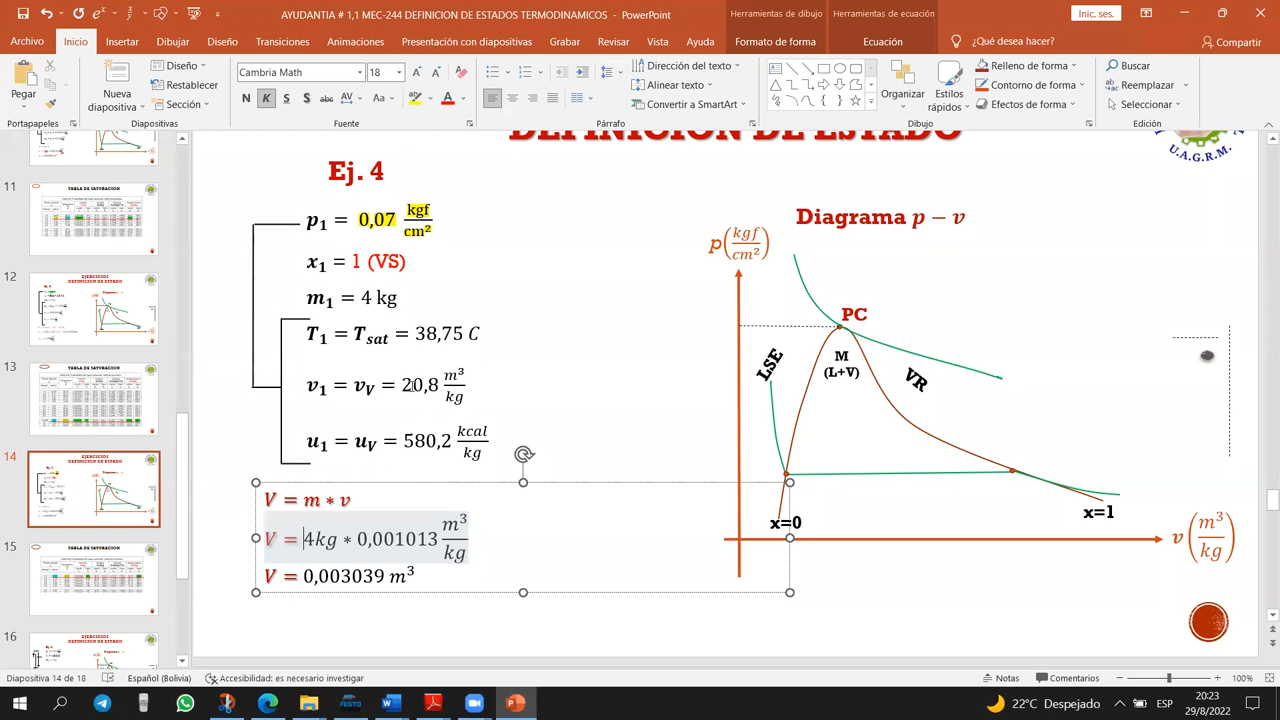 AYUDANTIA # 1,1 MEC-244 DEFINICION DE ESTADOS TERMODINAMICOS - PowerPoint
Herramientas de dibujo
Herramientas de ecuación
Inic. ses.
Archivo Inicio Insertar Dibujar Diseño Transiciones Animaciones Presentación con diapositivas Grabar Revisar Vista Ayuda Formato de forma Ecuación ¿Qué desea hacer? Compartir
Pegar
Portapapeles
Nueva diapositiva
Diseño
Restablecer
Sección
Diapositivas
Cambria Math 18
N K S S abc AV Aa A
Fuente
Dirección del texto
Alinear texto
Convertir a SmartArt
Párrafo
Organizar
Estilos rápidos
Relleno de forma
Contorno de forma
Efectos de forma
Dibujo
Buscar
Reemplazar
Seleccionar
Edición
11
TABLA DE SATURACION
12
EJERCICIOS
DEFINICION DE ESTADO
13
TABLA DE SATURACION
14
15
TABLA DE SATURACION
16
EJERCICIOS
DEFINICION DE ESTADO
DEFINICION DE ESTADO
U.A.G.R.M.
Ej. 4
p₁ = 0,07 kgf/cm²
x₁ = 1 (VS)
m₁ = 4 kg
T₁ = T_sat = 38,75 C
v₁ = v_V = 20,8 m³/kg
u₁ = u_V = 580,2 kcal/kg
V = m ∗ v
V = 4kg ∗ 0,001013 m³/kg
V = 0,003039 m³
Diagrama p − v
p(kgf/cm²)
PC
LSE
M
(L+V)
VR
x=0
x=1
v(m³/kg)
Diapositiva 14 de 18
Español (Bolivia)
Accesibilidad: es necesario investigar
Notas
Comentarios
100%
FESTO
22°C Despejado
ESP
20:23
29/8/2022